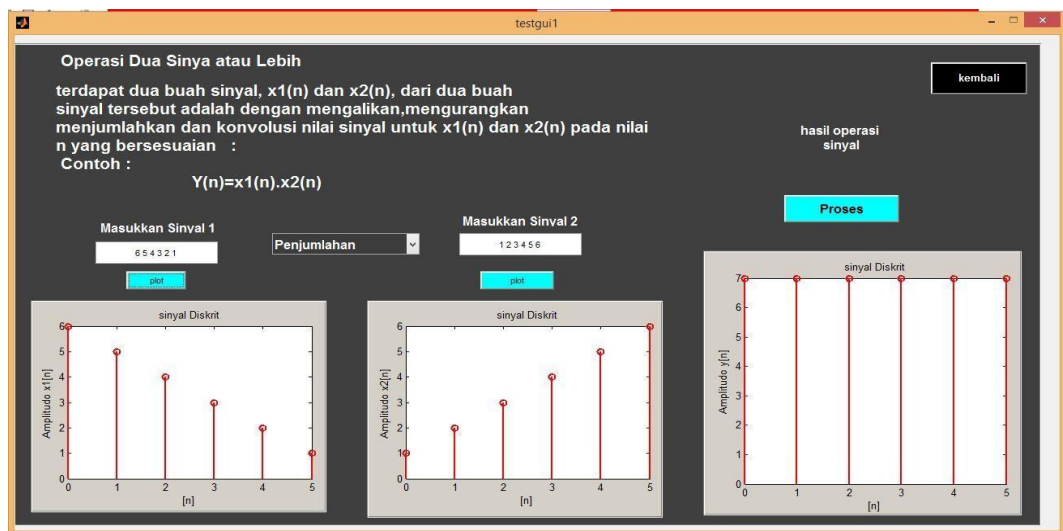 testgui1
Operasi Dua Sinya atau Lebih
kembali
terdapat dua buah sinyal, x1(n) dan x2(n), dari dua buah
sinyal tersebut adalah dengan mengalikan,mengurangkan
menjumlahkan dan konvolusi nilai sinyal untuk x1(n) dan x2(n) pada nilai
n yang bersesuaian :
Contoh :
Y(n)=x1(n).x2(n)
hasil operasi
sinyal
Proses
Masukkan Sinyal 1
6 5 4 3 2 1
plot
Penjumlahan
Masukkan Sinyal 2
1 2 3 4 5 6
plot
sinyal Diskrit
Amplitudo x1[n]
6
5
4
3
2
1
0
0 1 2 3 4 5
[n]
sinyal Diskrit
Amplitudo x2[n]
6
5
4
3
2
1
0
0 1 2 3 4 5
[n]
sinyal Diskrit
Amplitudo y[n]
7
6
5
4
3
2
1
0
0 1 2 3 4 5
[n]